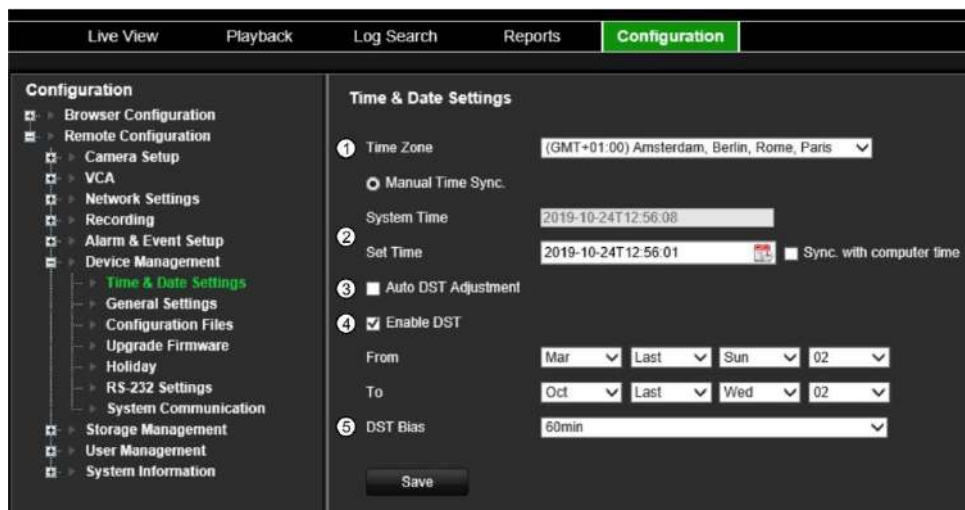 Live View Playback Log Search Reports Configuration
Configuration
Browser Configuration
Remote Configuration
Camera Setup
VCA
Network Settings
Recording
Alarm & Event Setup
Device Management
Time & Date Settings
General Settings
Configuration Files
Upgrade Firmware
Holiday
RS-232 Settings
System Communication
Storage Management
User Management
System Information
Time & Date Settings
1 Time Zone (GMT+01:00) Amsterdam, Berlin, Rome, Paris
Manual Time Sync.
System Time 2019-10-24T12:56:08
2
Set Time 2019-10-24T12:56:01 Sync. with computer time
3 Auto DST Adjustment
4 Enable DST
From Mar Last Sun 02
To Oct Last Wed 02
5 DST Bias 60min
Save